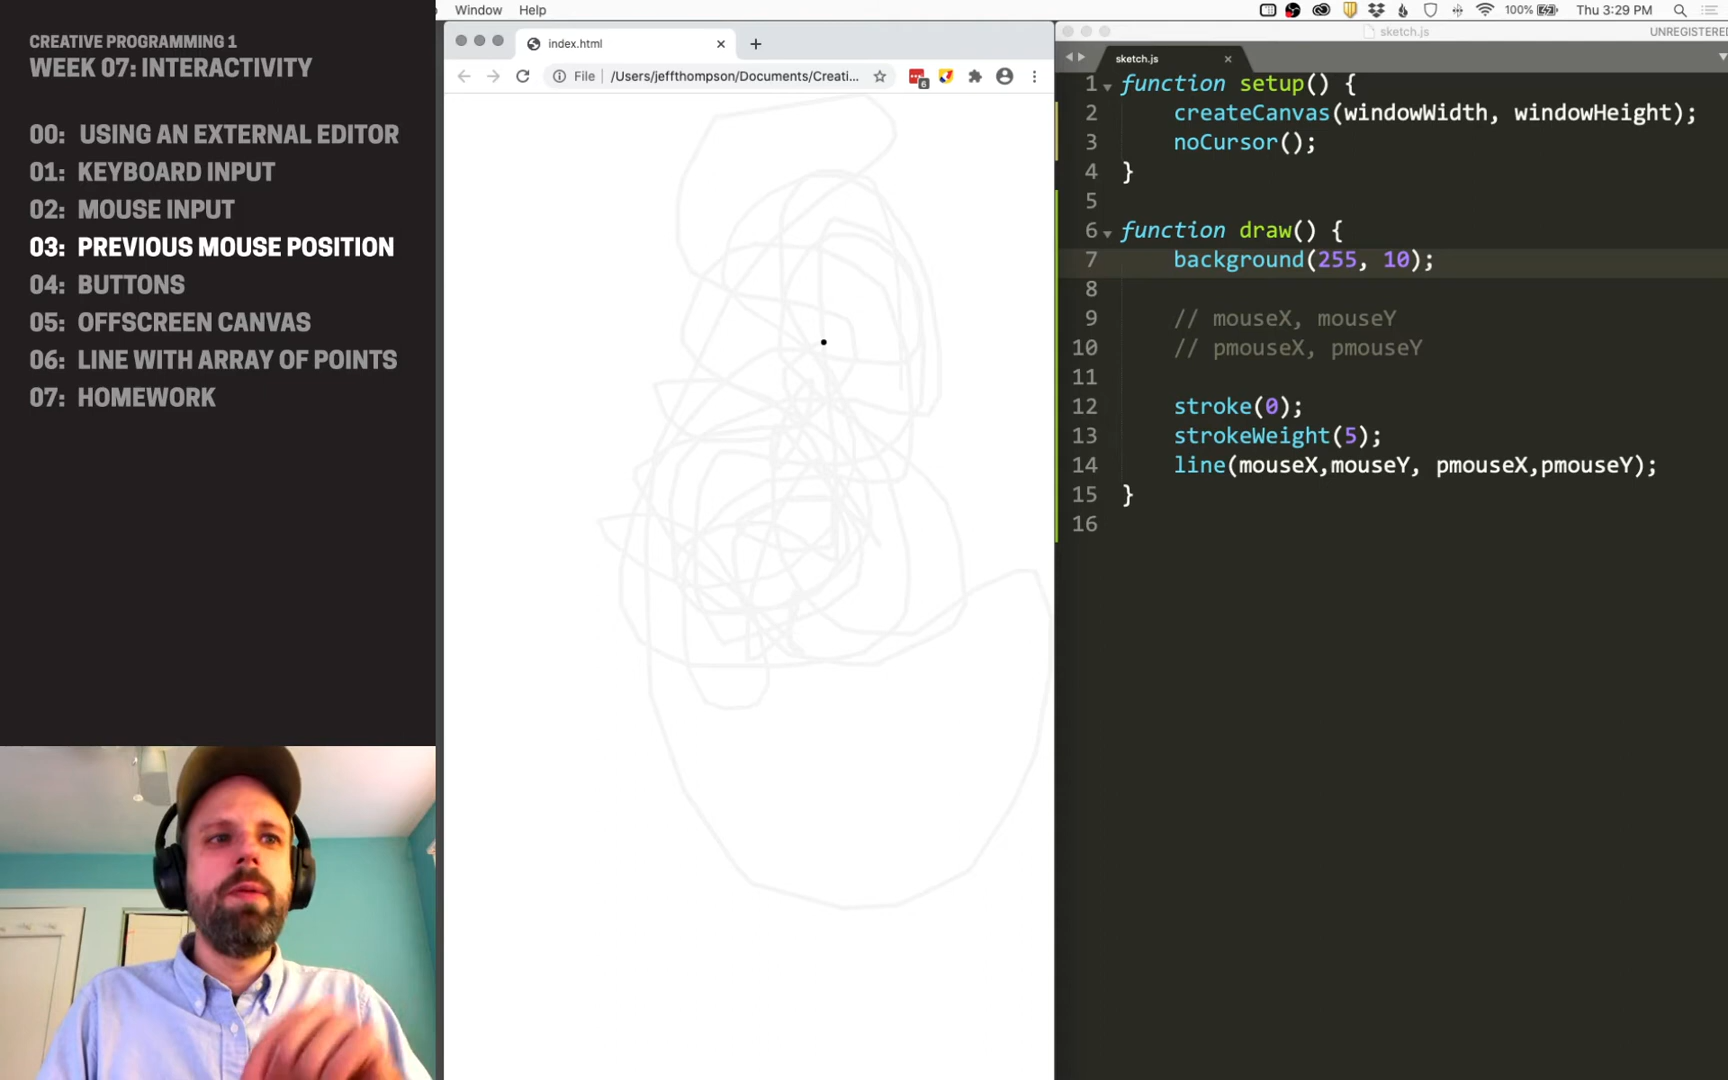 CREATIVE PROGRAMMING 1
WEEK 07: INTERACTIVITY
00: USING AN EXTERNAL EDITOR
01: KEYBOARD INPUT
02: MOUSE INPUT
03: PREVIOUS MOUSE POSITION
04: BUTTONS
05: OFFSCREEN CANVAS
06: LINE WITH ARRAY OF POINTS
07: HOMEWORK
Window Help
100% Thu 3:29 PM
index.html
File /Users/jeffthompson/Documents/Creati...
6
sketch.js
UNREGISTERED
sketch.js
1 function setup() {
2 createCanvas(windowWidth, windowHeight);
3 noCursor();
4 }
5
6 function draw() {
7 background(255, 10);
8
9 // mouseX, mouseY
10 // pmouseX, pmouseY
11
12 stroke(0);
13 strokeWeight(5);
14 line(mouseX,mouseY, pmouseX,pmouseY);
15 }
16